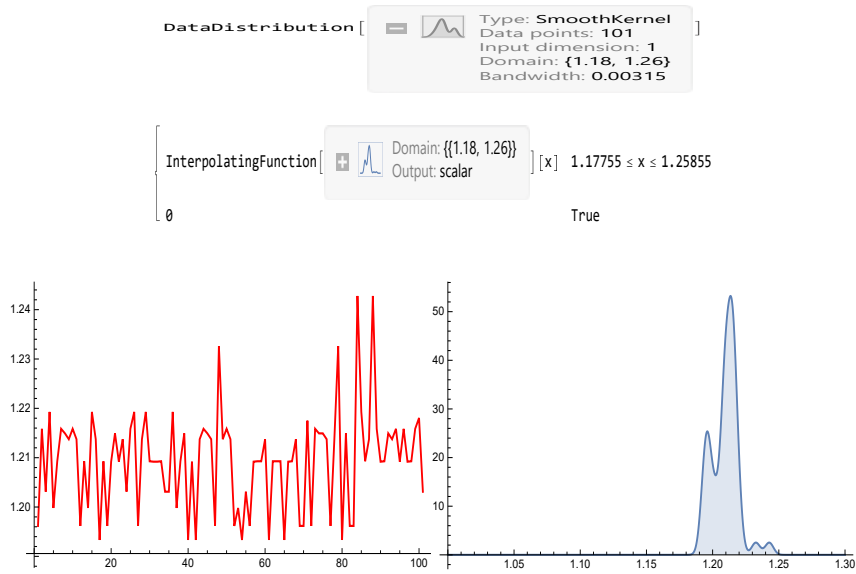 DataDistribution[ Type: SmoothKernel
Data points: 101
Input dimension: 1
Domain: {1.18, 1.26}
Bandwidth: 0.00315 ]
InterpolatingFunction[ Domain: {{1.18, 1.26}}
Output: scalar ][x] 1.17755 ≤ x ≤ 1.25855
0 True
1.24
1.23
1.22
1.21
1.20
20 40 60 80 100
50
40
30
20
10
1.05 1.10 1.15 1.20 1.25 1.30